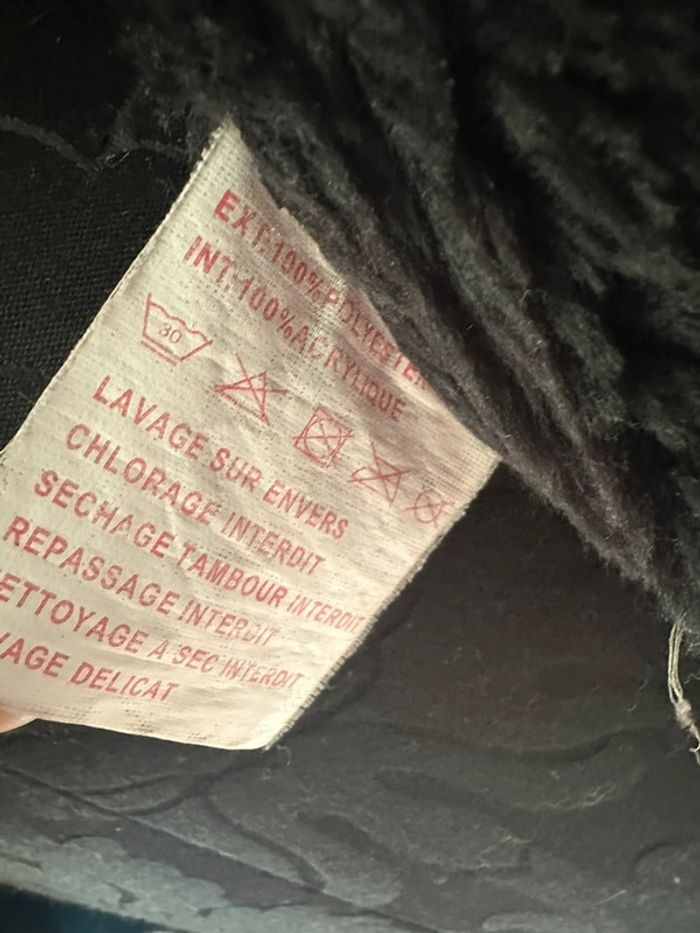 EXT:100%POLYESTER
INT:100%ACRYLIQUE
30
LAVAGE SUR ENVERS
CHLORAGE INTERDIT
SECHAGE TAMBOUR INTERDIT
REPASSAGE INTERDIT
ETTOYAGE A SEC INTERDIT
VAGE DELICAT